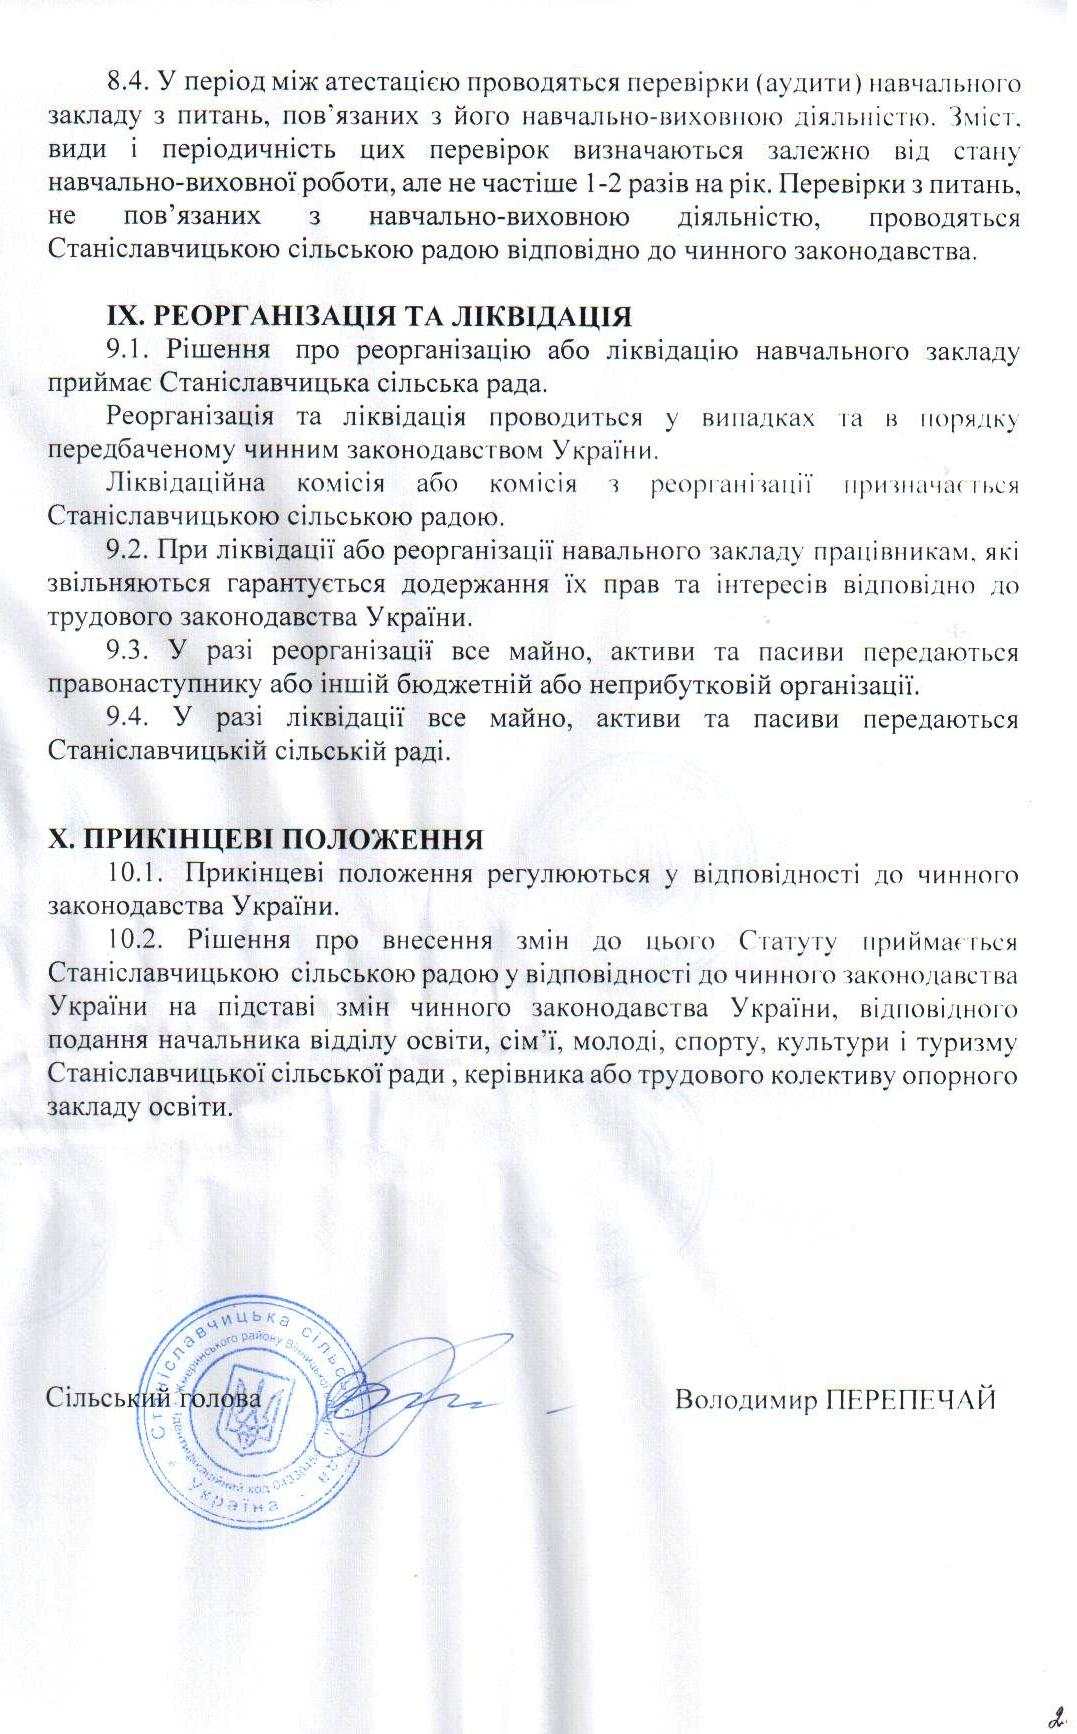 8.4. У період між атестацією проводяться перевірки (аудити) навчального
закладу з питань, пов’язаних з його навчально-виховною діяльністю. Зміст,
види і періодичність цих перевірок визначаються залежно від стану
навчально-виховної роботи, але не частіше 1-2 разів на рік. Перевірки з питань,
не пов’язаних з навчально-виховною діяльністю, проводяться
Станіславчицькою сільською радою відповідно до чинного законодавства.
ІХ. РЕОРГАНІЗАЦІЯ ТА ЛІКВІДАЦІЯ
9.1. Рішення про реорганізацію або ліквідацію навчального закладу
приймає Станіславчицька сільська рада.
Реорганізація та ліквідація проводиться у випадках та в порядку
передбаченому чинним законодавством України.
Ліквідаційна комісія або комісія з реорганізації призначається
Станіславчицькою сільською радою.
9.2. При ліквідації або реорганізації навального закладу працівникам, які
звільняються гарантується додержання їх прав та інтересів відповідно до
трудового законодавства України.
9.3. У разі реорганізації все майно, активи та пасиви передаються
правонаступнику або іншій бюджетній або неприбутковій організації.
9.4. У разі ліквідації все майно, активи та пасиви передаються
Станіславчицькій сільській раді.
Х. ПРИКІНЦЕВІ ПОЛОЖЕННЯ
10.1. Прикінцеві положення регулюються у відповідності до чинного
законодавства України.
10.2. Рішення про внесення змін до цього Статуту приймається
Станіславчицькою сільською радою у відповідності до чинного законодавства
України на підставі змін чинного законодавства України, відповідного
подання начальника відділу освіти, сім’ї, молоді, спорту, культури і туризму
Станіславчицької сільської ради , керівника або трудового колективу опорного
закладу освіти.
Сільський голова Володимир ПЕРЕПЕЧАЙ
Станіславчицька сільська рада
Жмеринського району Вінницької
Ідентифікаційний код
Україна